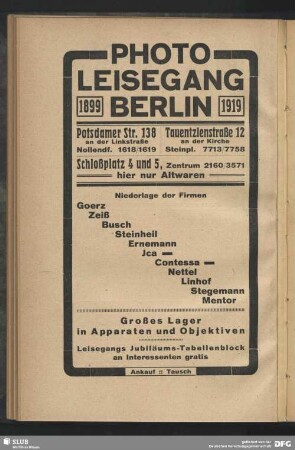 PHOTO
LEISEGANG
1899 BERLIN 1919
Potsdamer Str. 138 Tauentzienstraße 12
an der Linkstraße an der Kirche
Nollendf. 1618/1619 Steinpl. 7713/7758
Schloßplatz 4 und 5, Zentrum 2160/3571
hier nur Altwaren
Niederlage der Firmen
Goerz
Zeiß
Busch
Steinheil
Ernemann
Jca —
Contessa —
Nettel
Linhof
Stegemann
Mentor
Großes Lager
in Apparaten und Objektiven
Leisegangs Jubiläums-Tabellenblock
an Interessenten gratis
Ankauf :: Tausch
SLUB
DFG